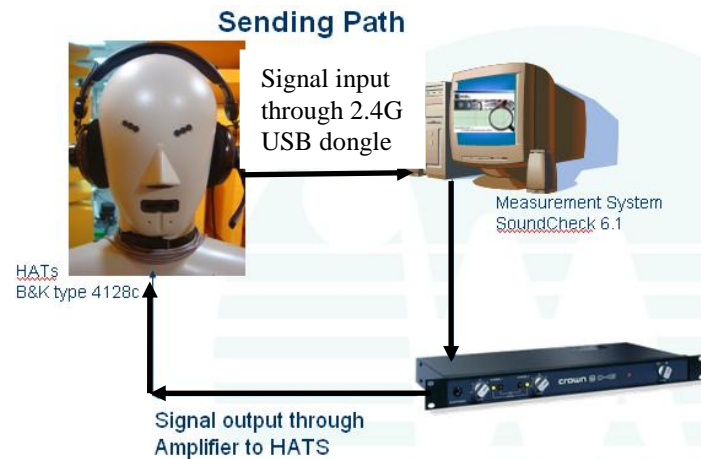 Sending Path
Signal input
through 2.4G
USB dongle
Measurement System
SoundCheck 6.1
HATs
B&K type 4128c
crown
Signal output through
Amplifier to HATS